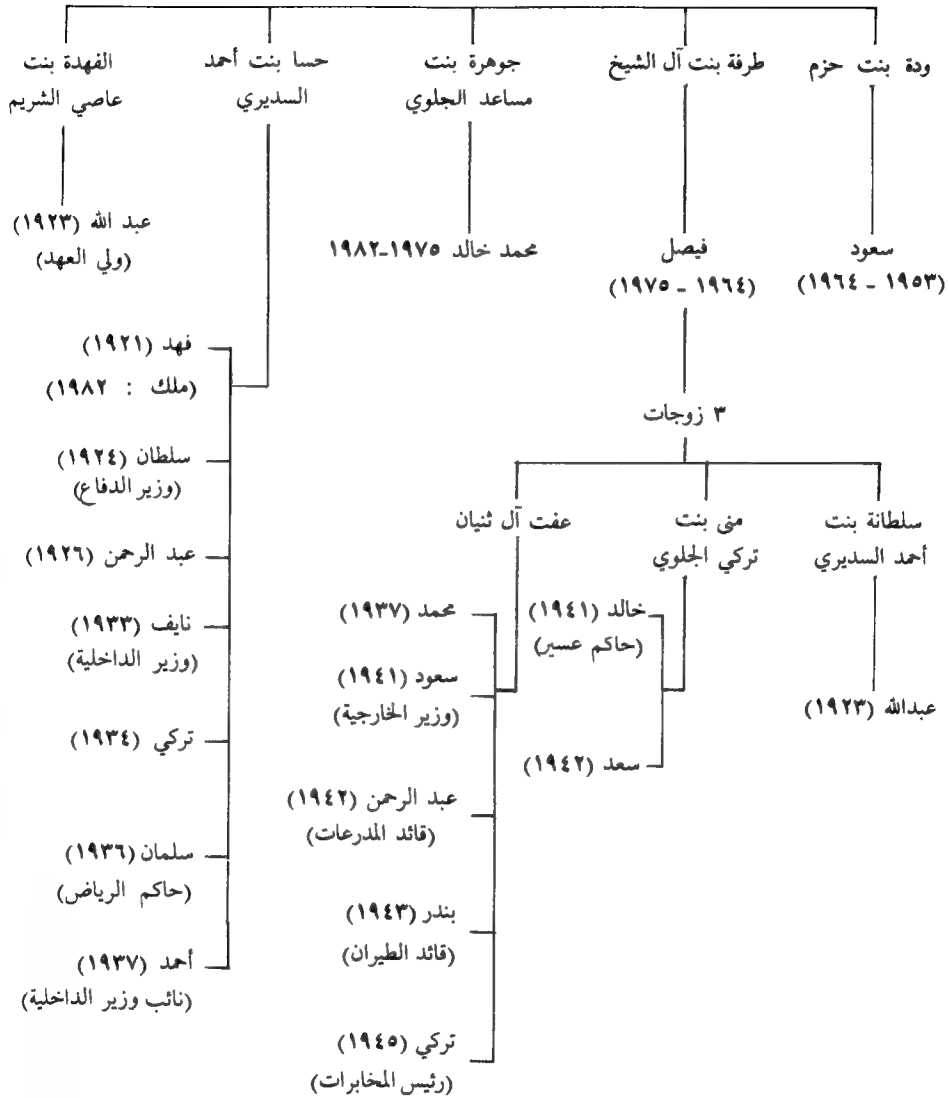 ودة بنت حزم
طرفة بنت آل الشيخ
جوهرة بنت
مساعد الجلوي
حسا بنت أحمد
السديري
الفهدة بنت
عاصي الشريم
سعود
(١٩٥٣ - ١٩٦٤)
فيصل
(١٩٦٤ - ١٩٧٥)
محمد خالد ١٩٧٥-١٩٨٢
عبد الله (١٩٢٣)
(ولي العهد)
٣ زوجات
سلطانة بنت
أحمد السديري
منى بنت
تركي الجلوي
عفت آل ثنيان
عبدالله (١٩٢٣)
خالد (١٩٤١)
(حاكم عسير)
سعد (١٩٤٢)
محمد (١٩٣٧)
سعود (١٩٤١)
(وزير الخارجية)
عبد الرحمن (١٩٤٢)
(قائد المدرعات)
بندر (١٩٤٣)
(قائد الطيران)
تركي (١٩٤٥)
(رئيس المخابرات)
فهد (١٩٢١)
(ملك : ١٩٨٢)
سلطان (١٩٢٤)
(وزير الدفاع)
عبد الرحمن (١٩٢٦)
نايف (١٩٣٣)
(وزير الداخلية)
تركي (١٩٣٤)
سلمان (١٩٣٦)
(حاكم الرياض)
أحمد (١٩٣٧)
(نائب وزير الداخلية)